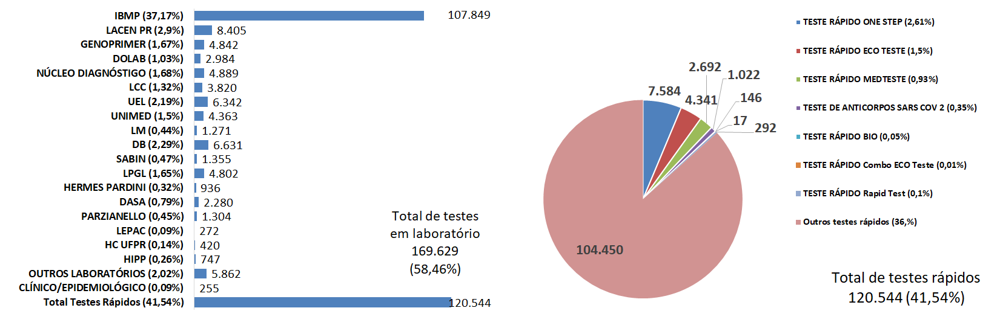 IBMP (37,17%) 107.849
LACEN PR (2,9%) 8.405
GENOPRIMER (1,67%) 4.842
DOLAB (1,03%) 2.984
NÚCLEO DIAGNÓSTIGO (1,68%) 4.889
LCC (1,32%) 3.820
UEL (2,19%) 6.342
UNIMED (1,5%) 4.363
LM (0,44%) 1.271
DB (2,29%) 6.631
SABIN (0,47%) 1.355
LPGL (1,65%) 4.802
HERMES PARDINI (0,32%) 936
DASA (0,79%) 2.280
PARZIANELLO (0,45%) 1.304
LEPAC (0,09%) 272
HC UFPR (0,14%) 420
HIPP (0,26%) 747
OUTROS LABORATÓRIOS (2,02%) 5.862
CLÍNICO/EPIDEMIOLÓGICO (0,09%) 255
Total Testes Rápidos (41,54%) 120.544
Total de testes
em laboratório
169.629
(58,46%)
7.584
4.341
2.692
1.022
146
17
292
104.450
TESTE RÁPIDO ONE STEP (2,61%)
TESTE RÁPIDO ECO TESTE (1,5%)
TESTE RÁPIDO MEDTESTE (0,93%)
TESTE DE ANTICORPOS SARS COV 2 (0,35%)
TESTE RÁPIDO BIO (0,05%)
TESTE RÁPIDO Combo ECO Teste (0,01%)
TESTE RÁPIDO Rapid Test (0,1%)
Outros testes rápidos (36,%)
Total de testes rápidos
120.544 (41,54%)